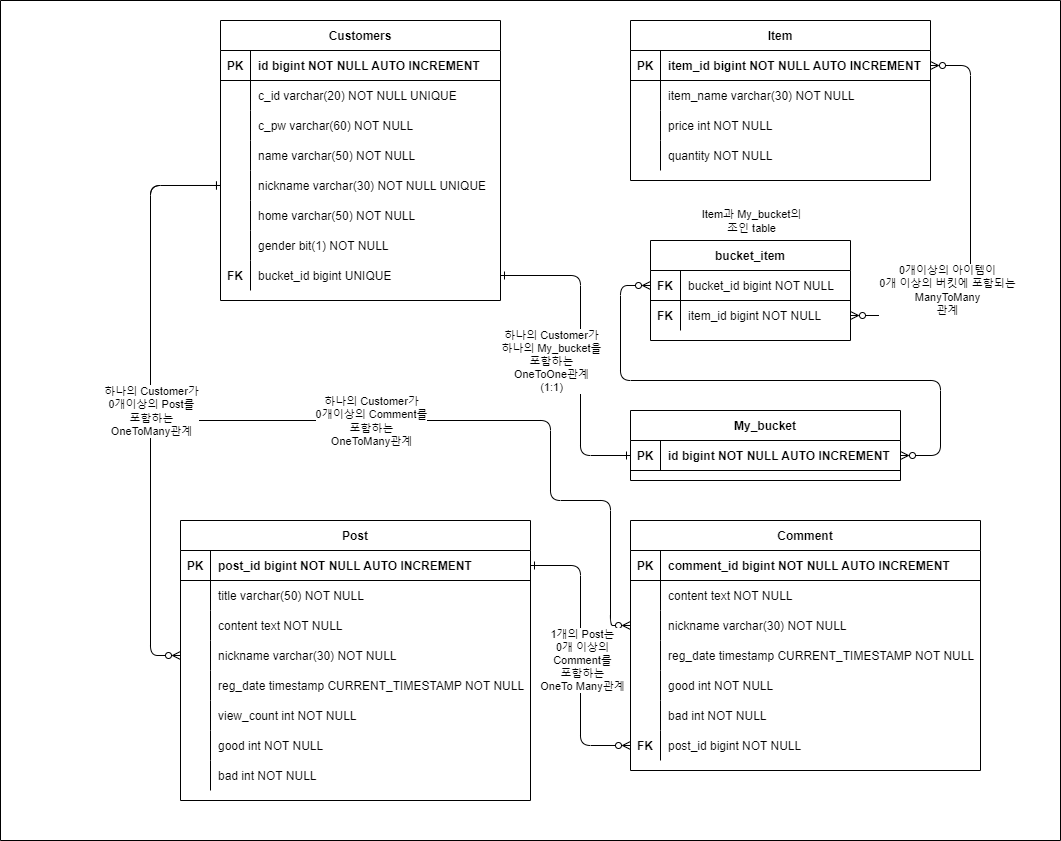 Customers
PK id bigint NOT NULL AUTO INCREMENT
c_id varchar(20) NOT NULL UNIQUE
c_pw varchar(60) NOT NULL
name varchar(50) NOT NULL
nickname varchar(30) NOT NULL UNIQUE
home varchar(50) NOT NULL
gender bit(1) NOT NULL
FK bucket_id bigint UNIQUE
Item
PK item_id bigint NOT NULL AUTO INCREMENT
item_name varchar(30) NOT NULL
price int NOT NULL
quantity NOT NULL
Item과 My_bucket의
조인 table
bucket_item
FK bucket_id bigint NOT NULL
FK item_id bigint NOT NULL
0개이상의 아이템이
0개 이상의 버킷에 포함되는
ManyToMany
관계
하나의 Customer가
하나의 My_bucket을
포함하는
OneToOne관계
(1:1)
하나의 Customer가
0개이상의 Post를
포함하는
OneToMany관계
하나의 Customer가
0개이상의 Comment를
포함하는
OneToMany관계
My_bucket
PK id bigint NOT NULL AUTO INCREMENT
Post
PK post_id bigint NOT NULL AUTO INCREMENT
title varchar(50) NOT NULL
content text NOT NULL
nickname varchar(30) NOT NULL
reg_date timestamp CURRENT_TIMESTAMP NOT NULL
view_count int NOT NULL
good int NOT NULL
bad int NOT NULL
1개의 Post는
0개 이상의
Comment를
포함하는
OneTo Many관계
Comment
PK comment_id bigint NOT NULL AUTO INCREMENT
content text NOT NULL
nickname varchar(30) NOT NULL
reg_date timestamp CURRENT_TIMESTAMP NOT NULL
good int NOT NULL
bad int NOT NULL
FK post_id bigint NOT NULL